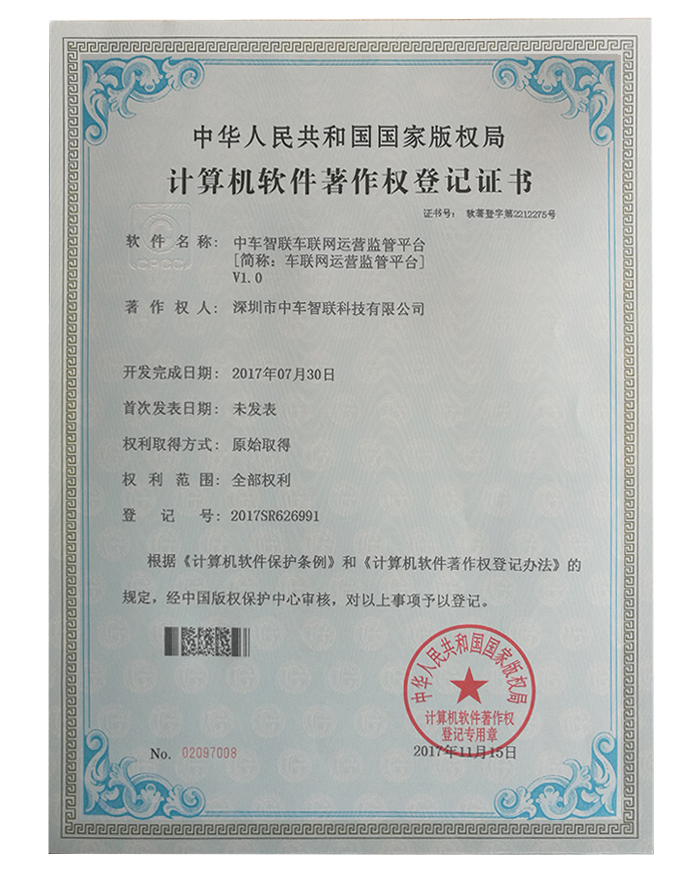 中华人民共和国国家版权局
计算机软件著作权登记证书
证书号： 软著登字第2212275号
软件名称： 中车智联车联网运营监管平台
[简称：车联网运营监管平台]
V1.0
CPCC
著作权人： 深圳市中车智联科技有限公司
开发完成日期： 2017年07月30日
首次发表日期： 未发表
权利取得方式： 原始取得
权利范围： 全部权利
登记号： 2017SR626991
根据《计算机软件保护条例》和《计算机软件著作权登记办法》的
规定，经中国版权保护中心审核，对以上事项予以登记。
中华人民共和国国家版权局
计算机软件著作权
登记专用章
No. 02097008
2017年11月15日